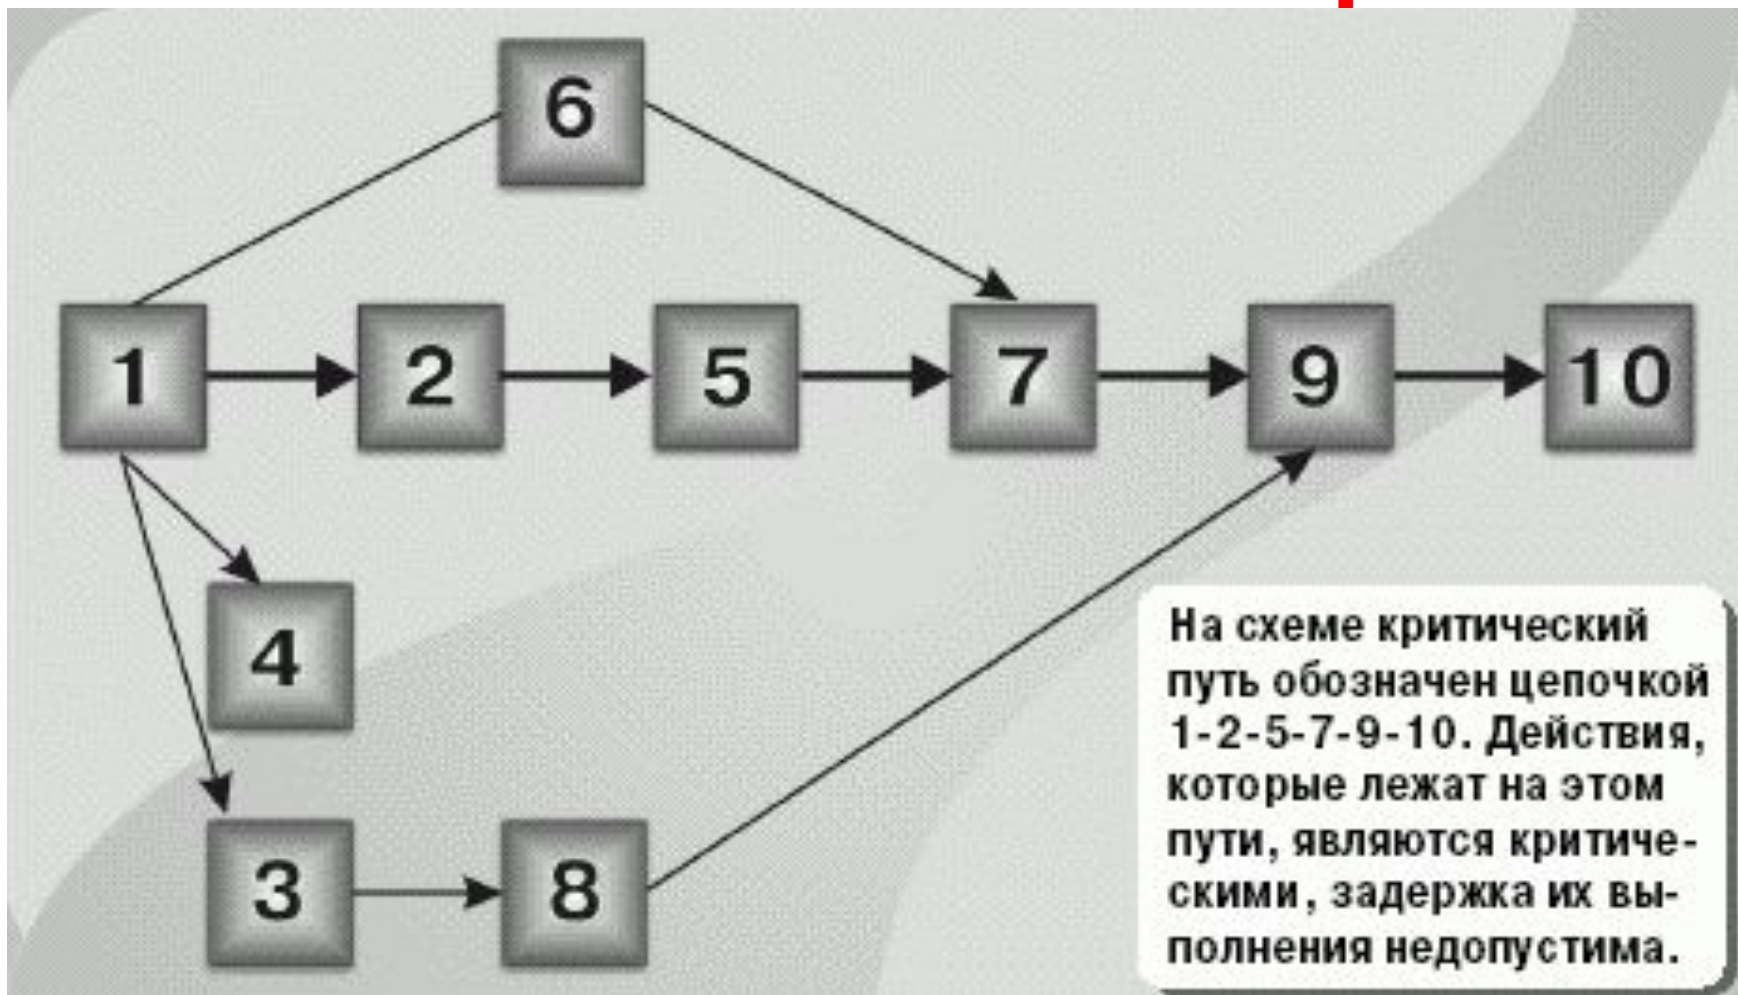 6
1 2 5 7 9 10
4
3 8
На схеме критический
путь обозначен цепочкой
1-2-5-7-9-10. Действия,
которые лежат на этом
пути, являются критиче-
скими, задержка их вы-
полнения недопустима.